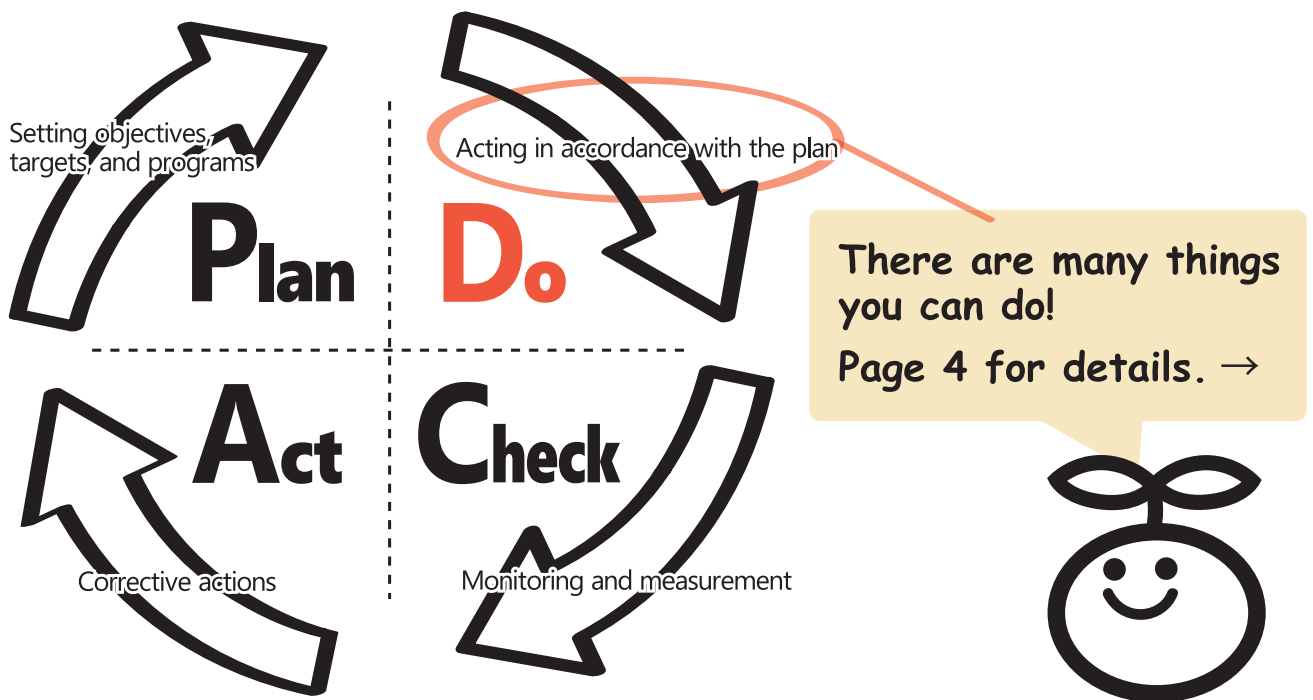 Setting objectives,
targets, and programs
Plan
Acting in accordance with the plan
Do
There are many things
you can do!
Page 4 for details. →
Act
Corrective actions
Check
Monitoring and measurement